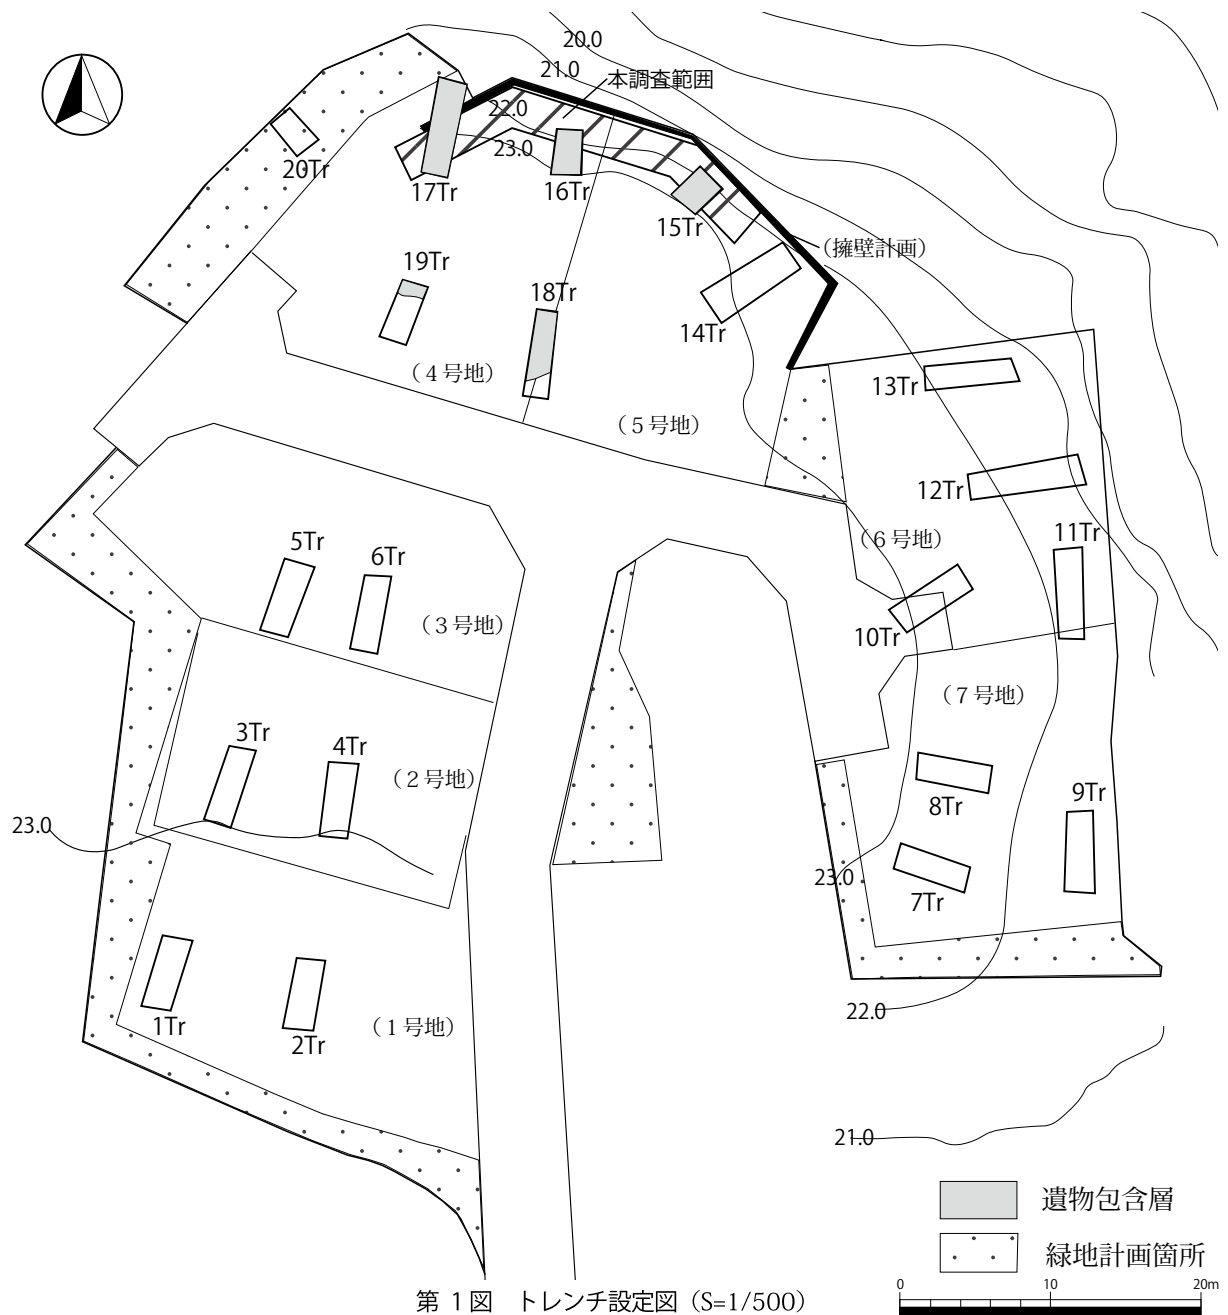 20.0
21.0
本調査範囲
22.0
23.0
20Tr
17Tr
16Tr
15Tr
(擁壁計画)
19Tr
18Tr
14Tr
(4号地)
13Tr
(5号地)
12Tr
11Tr
(6号地)
5Tr
6Tr
(3号地)
10Tr
(7号地)
3Tr
4Tr
(2号地)
8Tr
9Tr
23.0
23.0
7Tr
22.0
1Tr
2Tr
(1号地)
21.0
遺物包含層
緑地計画箇所
0 10 20m
第1図 トレンチ設定図(S=1/500)